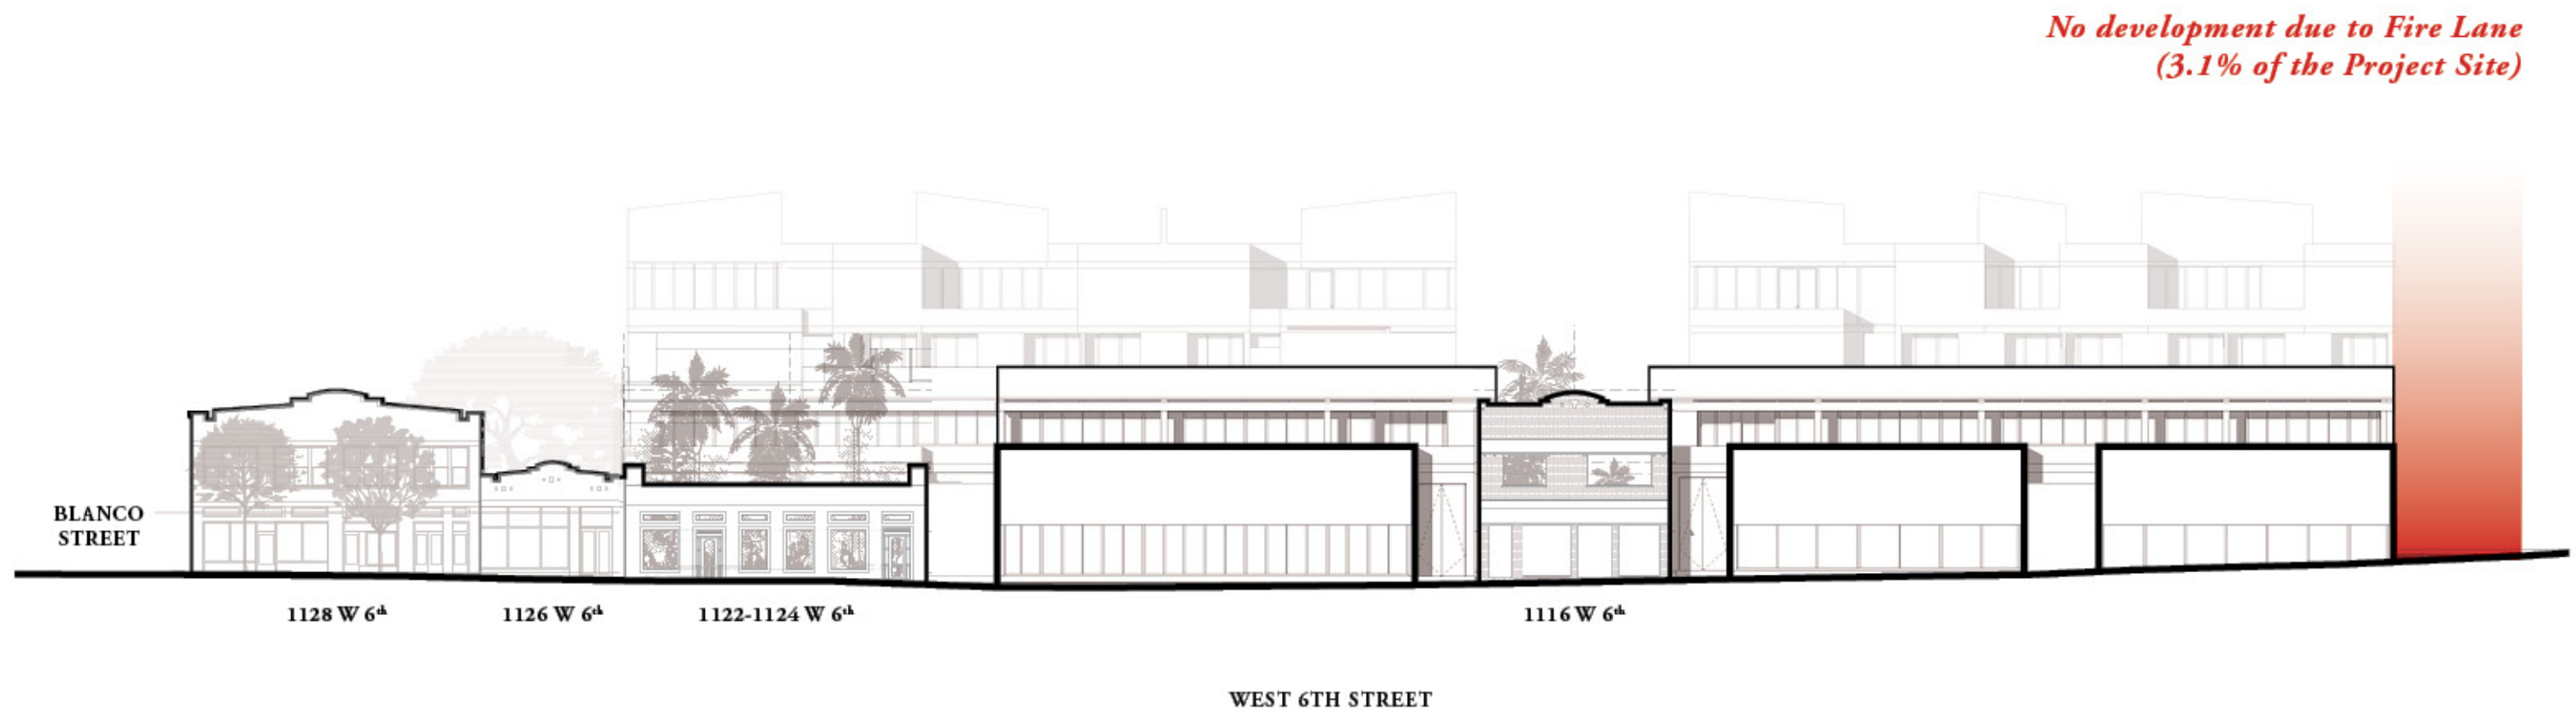 No development due to Fire Lane
(3.1% of the Project Site)
BLANCO
STREET
1128 W 6th
1126 W 6th
1122-1124 W 6th
1116 W 6th
WEST 6TH STREET